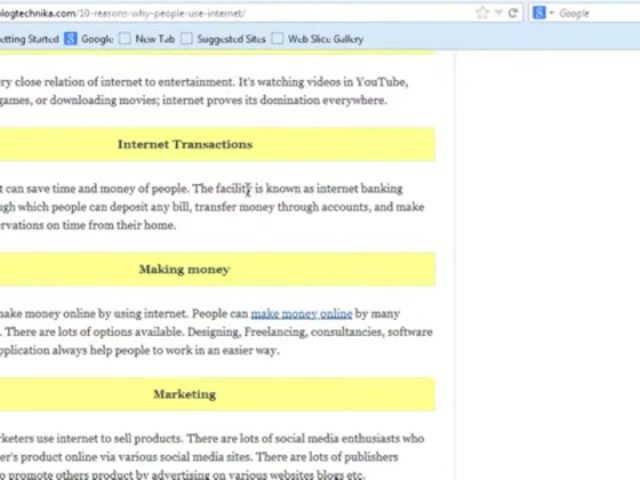 logtechnika.com/10-reasons-why-people-use-internet/
Google
etting Started Google New Tab Suggested Sites Web Slice Gallery
ry close relation of internet to entertainment. It's watching videos in YouTube,
games, or downloading movies; internet proves its domination everywhere.
Internet Transactions
t can save time and money of people. The facility is known as internet banking
ugh which people can deposit any bill, transfer money through accounts, and make
ervations on time from their home.
Making money
make money online by using internet. People can make money online by many
. There are lots of options available. Designing, Freelancing, consultancies, software
pplication always help people to work in an easier way.
Marketing
rketers use internet to sell products. There are lots of social media enthusiasts who
er's product online via various social media sites. There are lots of publishers
o promote others product by advertising on various websites blogs etc.